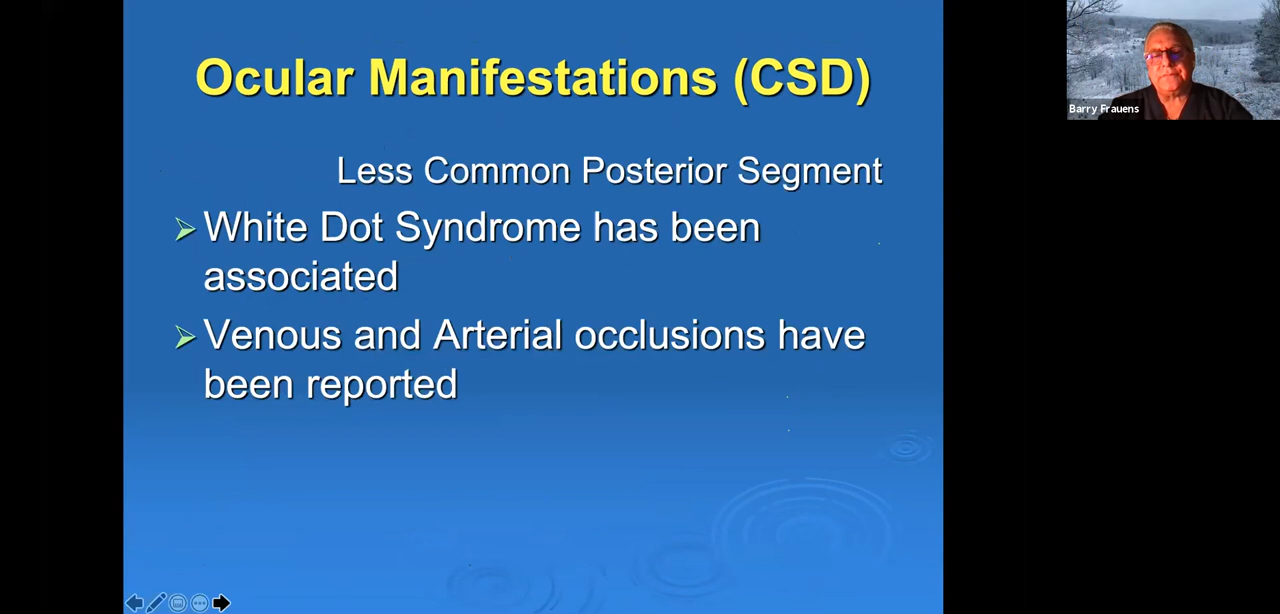 Ocular Manifestations (CSD)
Less Common Posterior Segment
White Dot Syndrome has been
associated
Venous and Arterial occlusions have
been reported
Barry Frauens